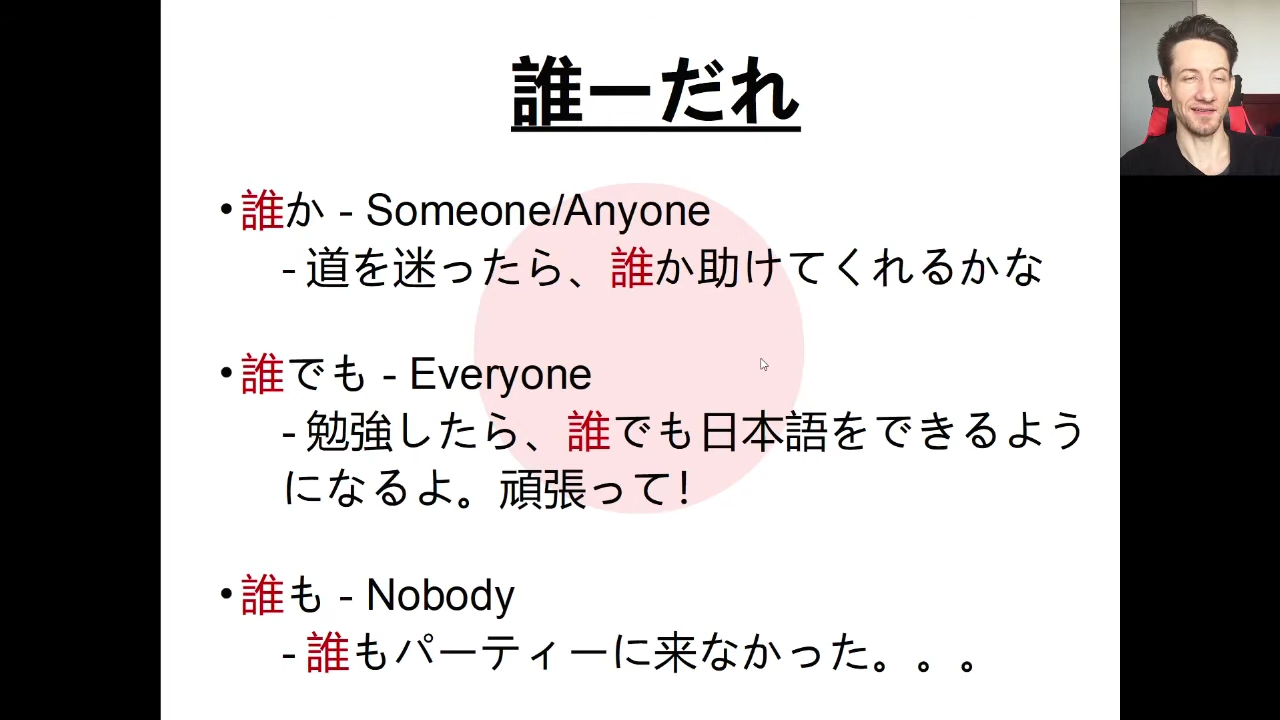 誰ーだれ
•誰か - Someone/Anyone
- 道を迷ったら、誰か助けてくれるかな
•誰でも - Everyone
- 勉強したら、誰でも日本語をできるよう
になるよ。頑張って!
•誰も - Nobody
- 誰もパーティーに来なかった。。。